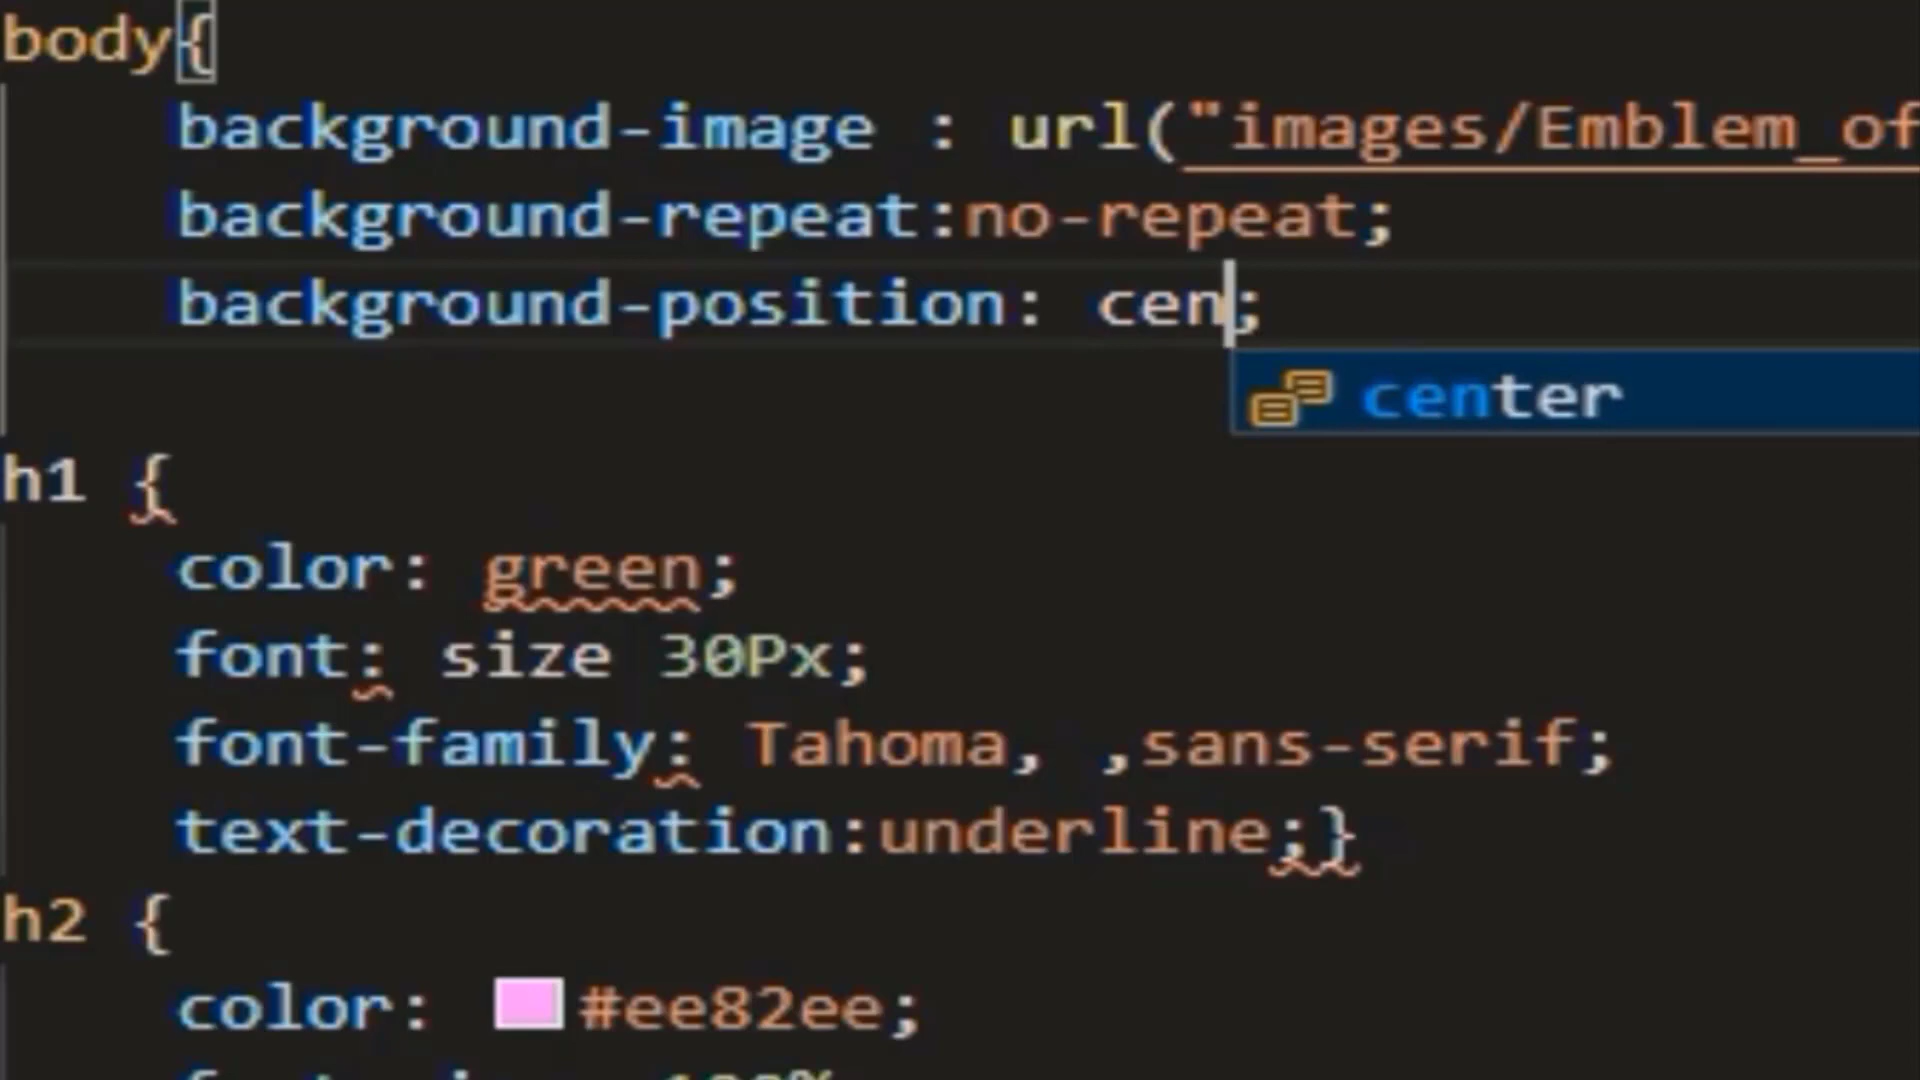 body{
background-image : url("images/Emblem_of
background-repeat:no-repeat;
background-position: cen;
center
h1 {
color: green;
font: size 30Px;
font-family: Tahoma, ,sans-serif;
text-decoration:underline;}
h2 {
color: #ee82ee;